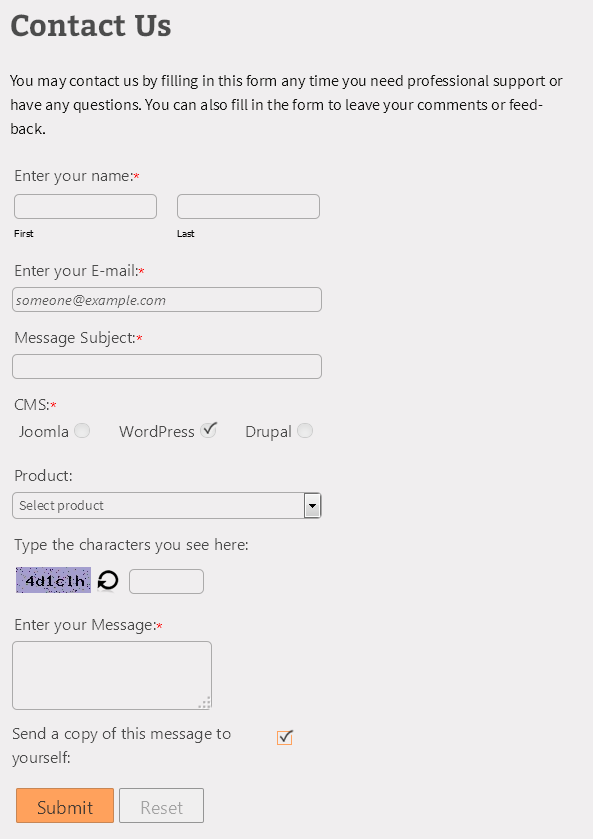 Contact Us
You may contact us by filling in this form any time you need professional support or
have any questions. You can also fill in the form to leave your comments or feed-
back.
Enter your name:*
First Last
Enter your E-mail:*
someone@example.com
Message Subject:*
CMS:*
Joomla WordPress Drupal
Product:
Select product
Type the characters you see here:
4d1clh
Enter your Message:*
Send a copy of this message to
yourself:
Submit Reset